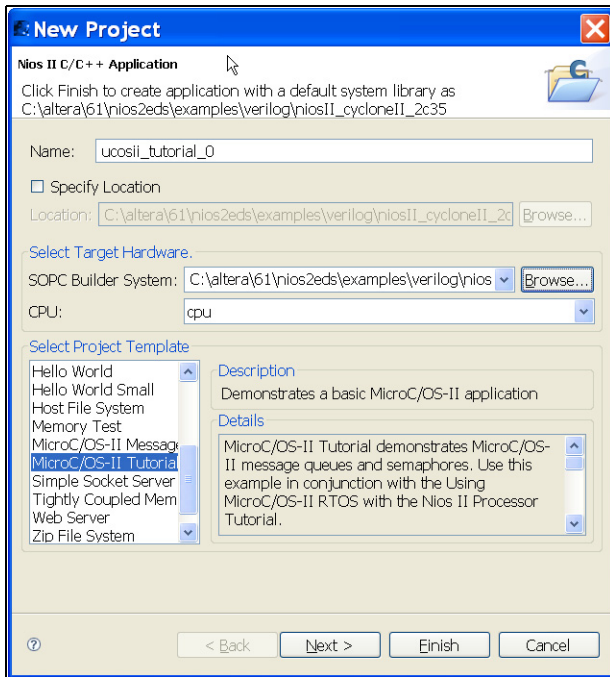 New Project
Nios II C/C++ Application
Click Finish to create application with a default system library as
C:\altera\61\nios2eds\examples\verilog\niosII_cycloneII_2c35
Name: ucosii_tutorial_0
Specify Location
Location: C:\altera\61\nios2eds\examples\verilog\niosII_cycloneII_2c Browse...
Select Target Hardware.
SOPC Builder System: C:\altera\61\nios2eds\examples\verilog\nios Browse...
CPU: cpu
Select Project Template
Hello World
Hello World Small
Host File System
Memory Test
MicroC/OS-II Message
MicroC/OS-II Tutorial
Simple Socket Server
Tightly Coupled Mem
Web Server
Zip File System
Description
Demonstrates a basic MicroC/OS-II application
Details
MicroC/OS-II Tutorial demonstrates MicroC/OS-
II message queues and semaphores. Use this
example in conjunction with the Using
MicroC/OS-II RTOS with the Nios II Processor
Tutorial.
? < Back Next > Finish Cancel